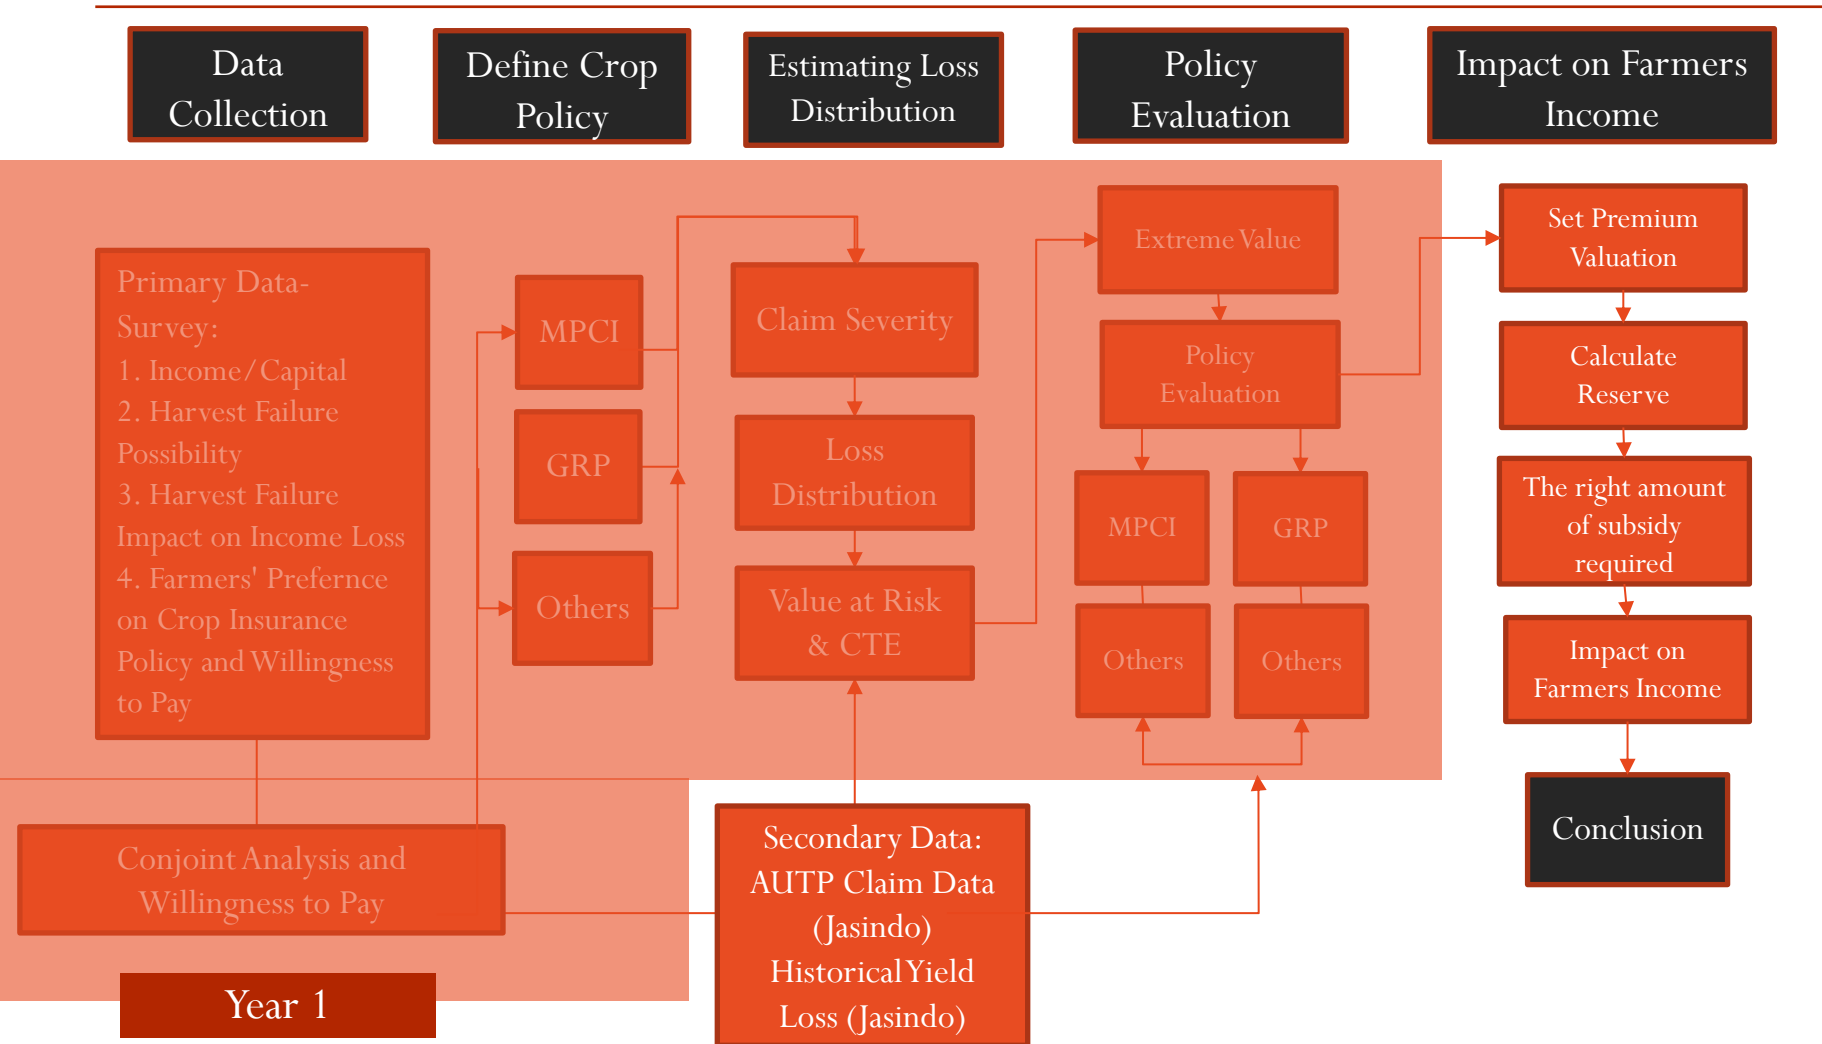 Data
Collection
Define Crop
Policy
Estimating Loss
Distribution
Policy
Evaluation
Impact on Farmers
Income
Primary Data-
Survey:
1. Income/Capital
2. Harvest Failure
Possibility
3. Harvest Failure
Impact on Income Loss
4. Farmers' Prefernce
on Crop Insurance
Policy and Willingness
to Pay
Conjoint Analysis and
Willingness to Pay
Year 1
MPCI
GRP
Others
Claim Severity
Loss
Distribution
Value at Risk
& CTE
Secondary Data:
AUTP Claim Data
(Jasindo)
Historical Yield
Loss (Jasindo)
Extreme Value
Policy
Evaluation
MPCI
GRP
Others
Others
Set Premium
Valuation
Calculate
Reserve
The right amount
of subsidy
required
Impact on
Farmers Income
Conclusion